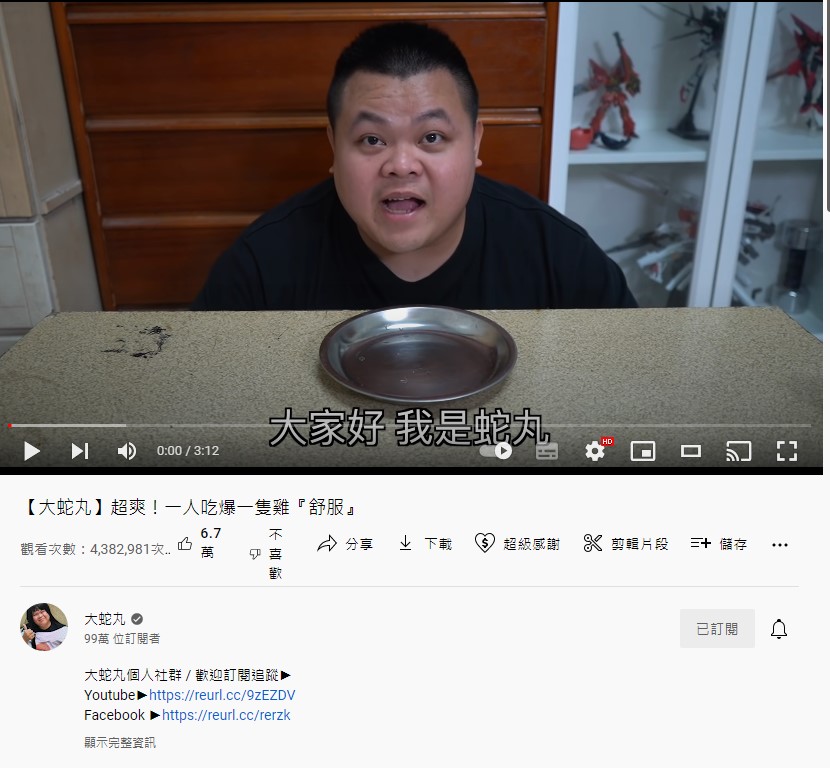 大家好 我是蛇丸
0:00 / 3:12
HD
【大蛇丸】超爽！一人吃爆一隻雞『舒服』
觀看次數：4,382,981次…
6.7
萬
不
喜
歡
分享
下載
超級感謝
剪輯片段
儲存
大蛇丸
99萬 位訂閱者
已訂閱
大蛇丸個人社群 / 歡迎訂閱追蹤►
Youtube►https://reurl.cc/9zEZDV
Facebook ►https://reurl.cc/rerzk
顯示完整資訊